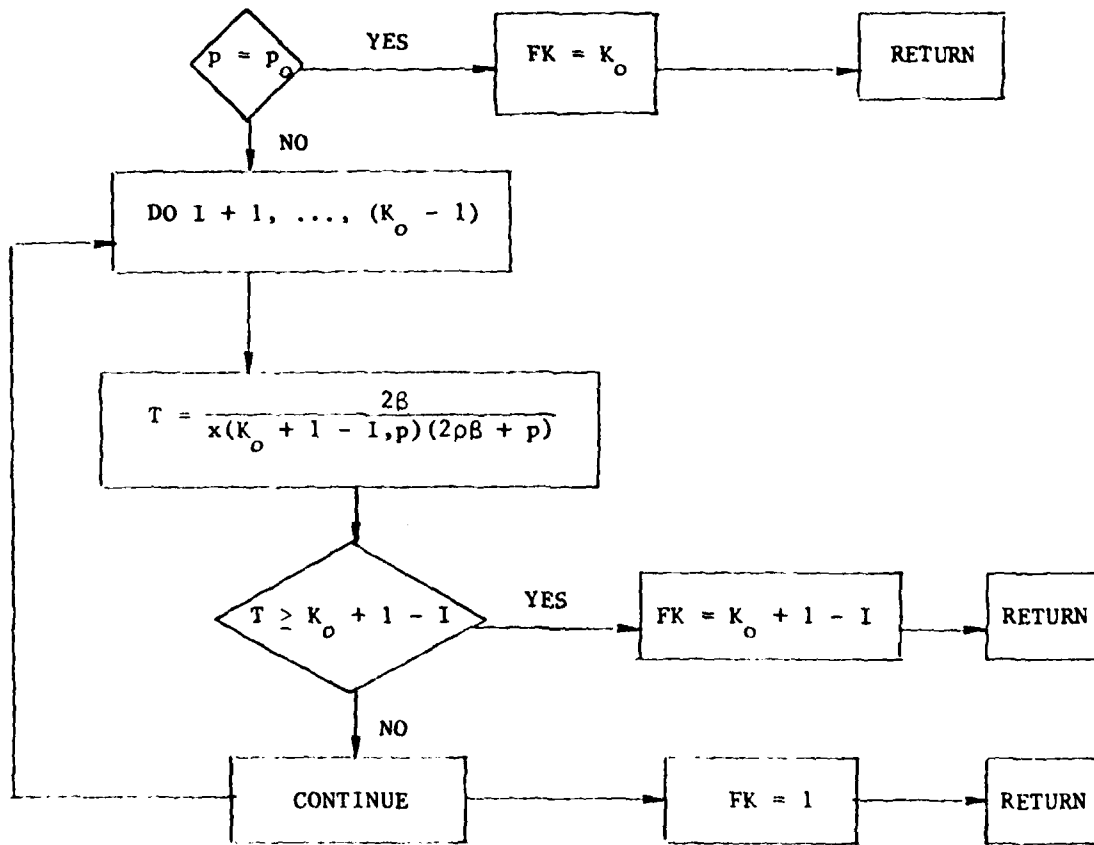 p = p_o YES FK = K_o RETURN
NO
DO I + 1, ..., (K_o - 1)
T = 2β / x(K_o + 1 - I,p)(2ρβ + p)
T ≥ K_o + 1 - I YES FK = K_o + 1 - I RETURN
NO
CONTINUE FK = 1 RETURN